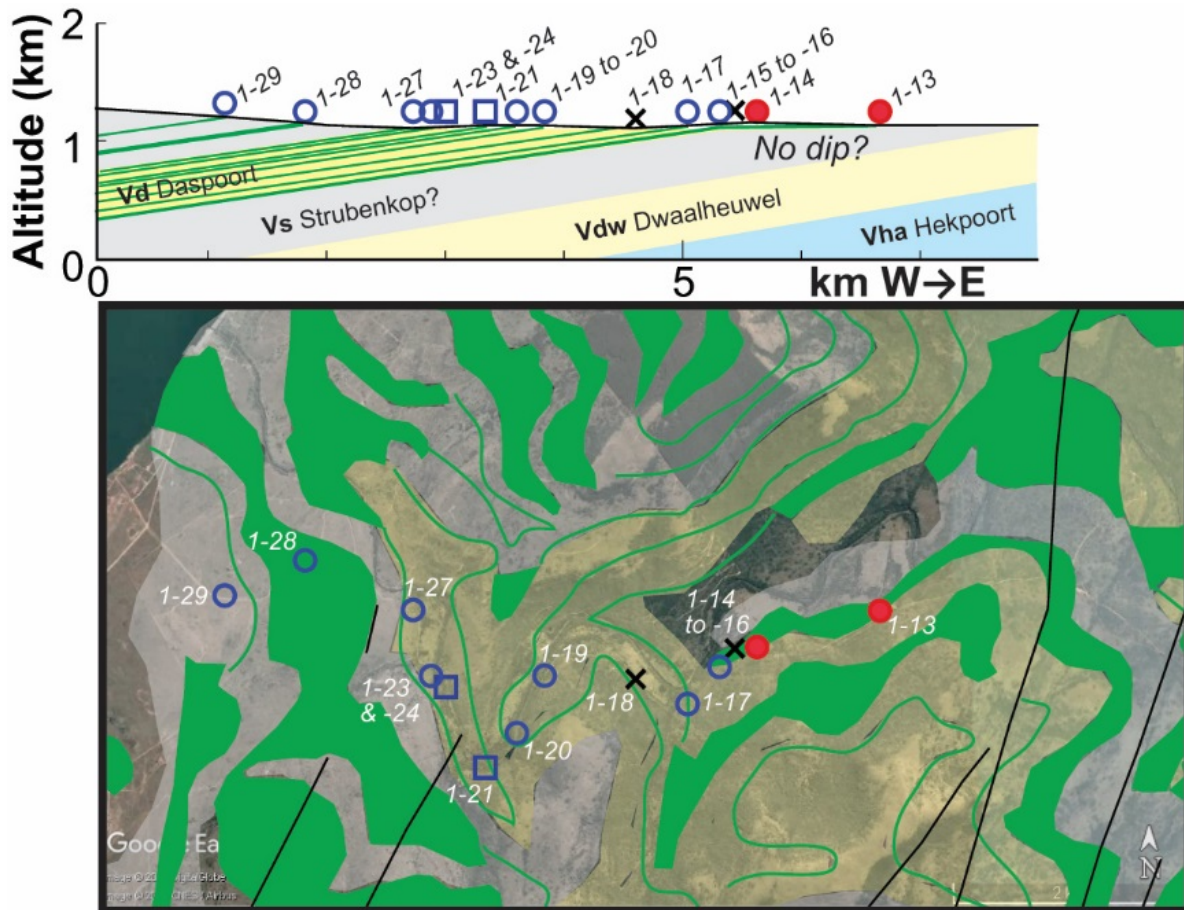 2
Altitude (km)
1
0
1-29
1-28
1-27
1-23 & -24
1-21
1-19 to -20
1-18
1-17
1-15 to -16
1-14
1-13
No dip?
Vd Daspoort
Vs Strubenkop?
Vdw Dwaalheuwel
Vha Hekpoort
0
5
km W→E
1-28
1-29
1-27
1-14
to -16
1-13
1-19
1-23
& -24
1-18
1-17
1-20
1-21
N